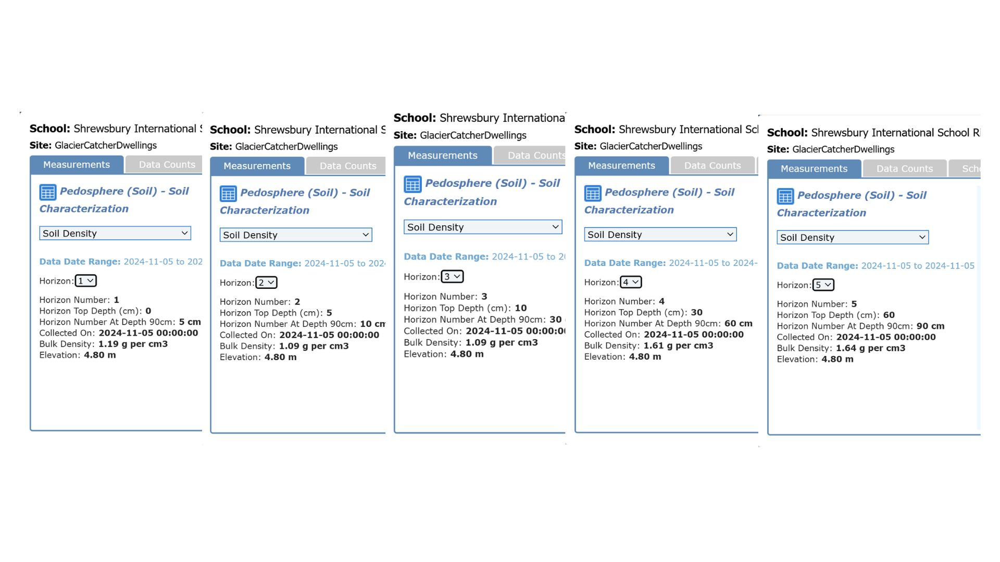 School: Shrewsbury International S
Site: GlacierCatcherDwellings
Measurements
Data Counts
Pedosphere (Soil) - Soil
Characterization
Soil Density
Data Date Range: 2024-11-05 to 202
Horizon: 1
Horizon Number: 1
Horizon Top Depth (cm): 0
Horizon Number At Depth 90cm: 5 cm
Collected On: 2024-11-05 00:00:00
Bulk Density: 1.19 g per cm3
Elevation: 4.80 m
School: Shrewsbury International S
Site: GlacierCatcherDwellings
Measurements
Data Counts
Pedosphere (Soil) - Soil
Characterization
Soil Density
Data Date Range: 2024-11-05 to 202
Horizon: 2
Horizon Number: 2
Horizon Top Depth (cm): 5
Horizon Number At Depth 90cm: 10 cm
Collected On: 2024-11-05 00:00:00
Bulk Density: 1.09 g per cm3
Elevation: 4.80 m
School: Shrewsbury Internationa
Site: GlacierCatcherDwellings
Measurements
Data Counts
Pedosphere (Soil) - Soil
Characterization
Soil Density
Data Date Range: 2024-11-05 to 20
Horizon: 3
Horizon Number: 3
Horizon Top Depth (cm): 10
Horizon Number At Depth 90cm: 30
Collected On: 2024-11-05 00:00:00
Bulk Density: 1.09 g per cm3
Elevation: 4.80 m
School: Shrewsbury International Sch
Site: GlacierCatcherDwellings
Measurements
Data Counts
Pedosphere (Soil) - Soil
Characterization
Soil Density
Data Date Range: 2024-11-05 to 2024-
Horizon: 4
Horizon Number: 4
Horizon Top Depth (cm): 30
Horizon Number At Depth 90cm: 60 cm
Collected On: 2024-11-05 00:00:00
Bulk Density: 1.61 g per cm3
Elevation: 4.80 m
School: Shrewsbury International School Ri
Site: GlacierCatcherDwellings
Measurements
Data Counts
Scho
Pedosphere (Soil) - Soil
Characterization
Soil Density
Data Date Range: 2024-11-05 to 2024-11-05
Horizon: 5
Horizon Number: 5
Horizon Top Depth (cm): 60
Horizon Number At Depth 90cm: 90 cm
Collected On: 2024-11-05 00:00:00
Bulk Density: 1.64 g per cm3
Elevation: 4.80 m